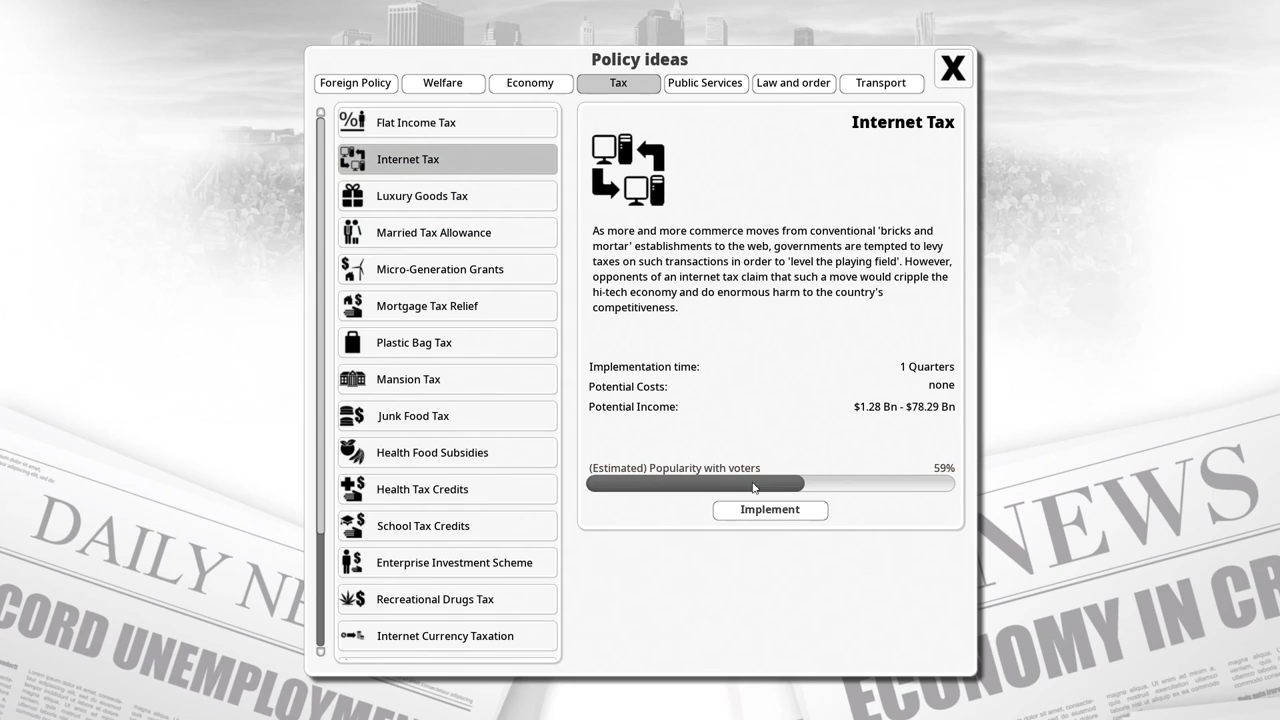 Policy ideas
X
Foreign Policy
Welfare
Economy
Tax
Public Services
Law and order
Transport
Flat Income Tax
Internet Tax
Luxury Goods Tax
Married Tax Allowance
Micro-Generation Grants
Mortgage Tax Relief
Plastic Bag Tax
Mansion Tax
Junk Food Tax
Health Food Subsidies
Health Tax Credits
School Tax Credits
Enterprise Investment Scheme
Recreational Drugs Tax
Internet Currency Taxation
Internet Tax
As more and more commerce moves from conventional 'bricks and
mortar' establishments to the web, governments are tempted to levy
taxes on such transactions in order to 'level the playing field'. However,
opponents of an internet tax claim that such a move would cripple the
hi-tech economy and do enormous harm to the country's
competitiveness.
Implementation time: 1 Quarters
Potential Costs: none
Potential Income: $1.28 Bn - $78.29 Bn
(Estimated) Popularity with voters 59%
Implement
DAILY NE
CORD UNEMPLOYM
NEWS
ECONOMY IN CR